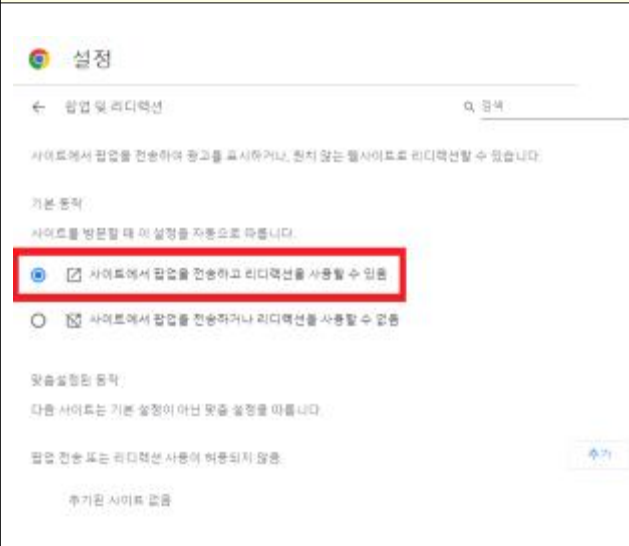 설정
팝업 및 리디렉션
검색
사이트에서 팝업을 전송하여 광고를 표시하거나, 원치 않는 웹사이트로 리디렉션할 수 있습니다.
기본 동작
사이트를 방문할 때 이 설정을 자동으로 따릅니다.
사이트에서 팝업을 전송하고 리디렉션을 사용할 수 있음
사이트에서 팝업을 전송하거나 리디렉션을 사용할 수 없음
맞춤설정된 동작
다음 사이트는 기본 설정이 아닌 맞춤 설정을 따릅니다.
팝업 전송 또는 리디렉션 사용이 허용되지 않음
추가
추가된 사이트 없음